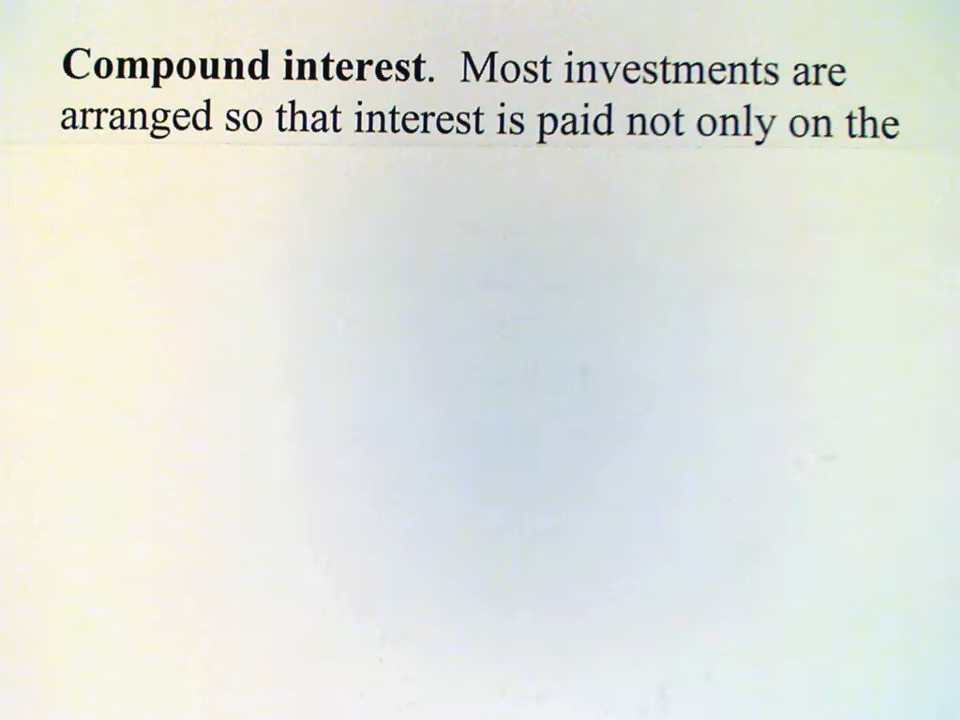 Compound interest. Most investments are
arranged so that interest is paid not only on the